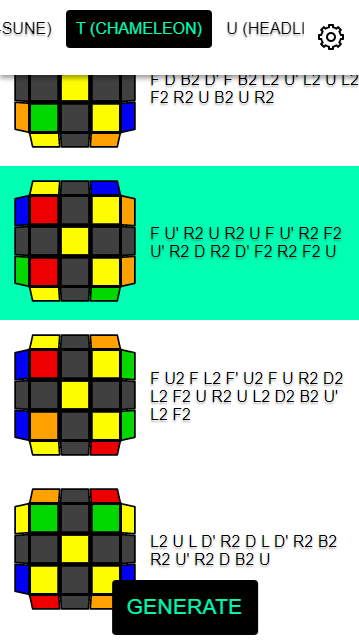 -SUNE) T (CHAMELEON) U (HEADLI
F D B2 D' F B2 L2 U' L2 U L2
F2 R2 U B2 U R2
F U' R2 U R2 U F U' R2 F2
U' R2 D R2 D' F2 R2 F2 U
F U2 F L2 F' U2 F U R2 D2
L2 F2 U R2 U L2 D2 B2 U'
L2 F2
L2 U L D' R2 D L D' R2 B2
R2 U' R2 D B2 U
GENERATE